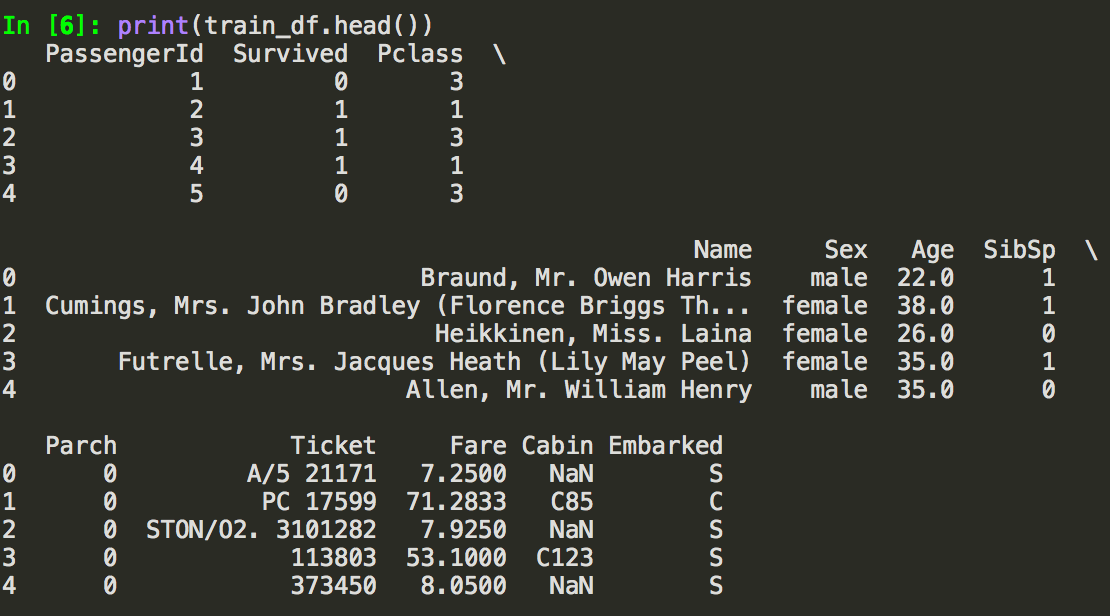 In [6]: print(train_df.head())
   PassengerId  Survived  Pclass  \
0            1         0       3
1            2         1       1
2            3         1       3
3            4         1       1
4            5         0       3

                                                Name     Sex   Age  SibSp  \
0                            Braund, Mr. Owen Harris    male  22.0      1
1  Cumings, Mrs. John Bradley (Florence Briggs Th...  female  38.0      1
2                             Heikkinen, Miss. Laina  female  26.0      0
3       Futrelle, Mrs. Jacques Heath (Lily May Peel)  female  35.0      1
4                           Allen, Mr. William Henry    male  35.0      0

   Parch            Ticket     Fare Cabin Embarked
0      0         A/5 21171   7.2500   NaN        S
1      0          PC 17599  71.2833   C85        C
2      0  STON/O2. 3101282   7.9250   NaN        S
3      0            113803  53.1000  C123        S
4      0            373450   8.0500   NaN        S